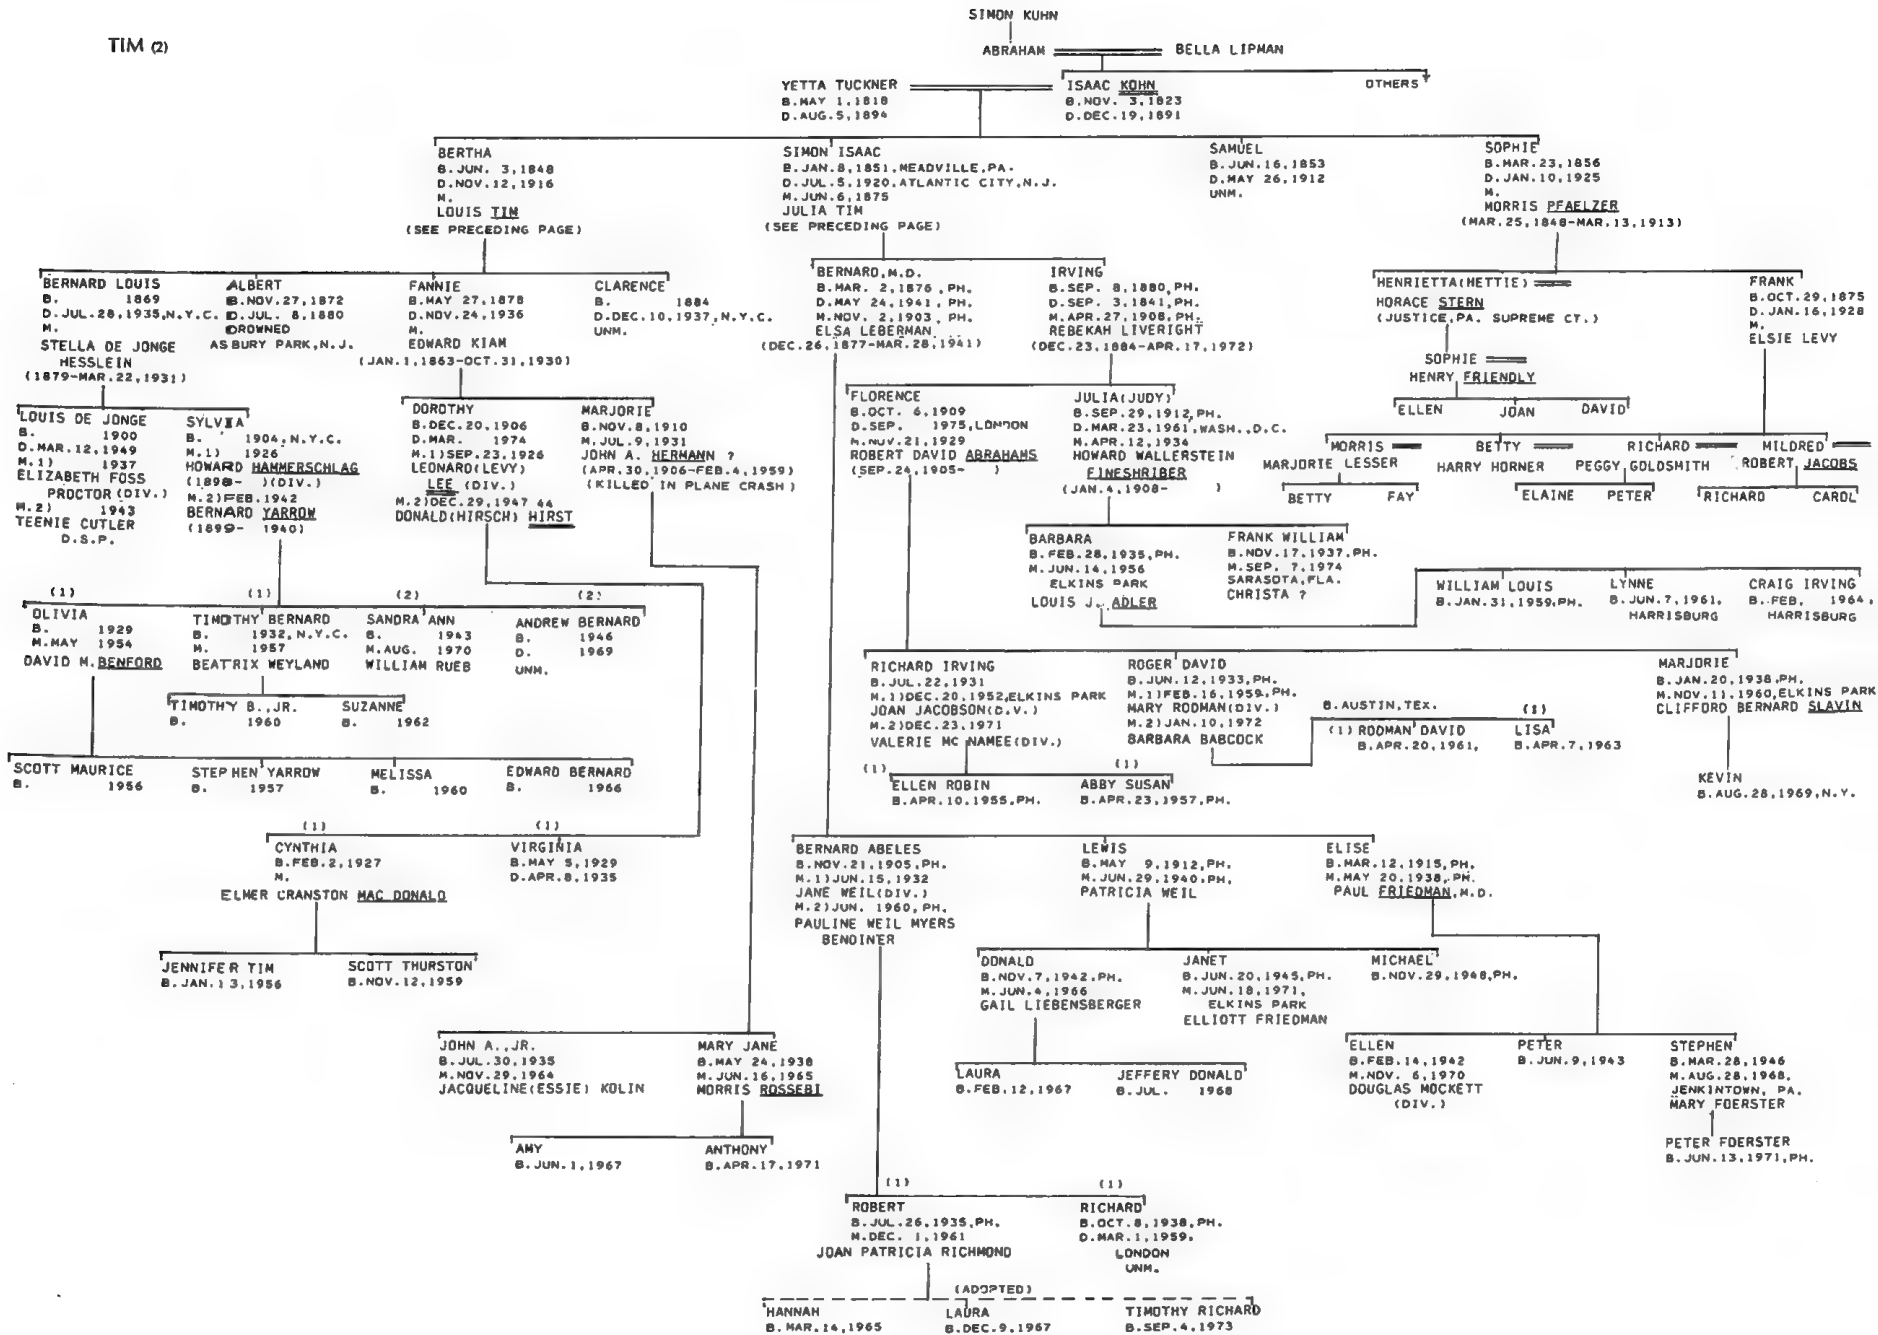 TIM (2)
SIMON KUHN
ABRAHAM
BELLA LIPMAN
YETTA TUCKNER
B.MAY 1,1818
D.AUG.5,1894
ISAAC KOHN
B.NOV. 3,1823
D.DEC.19,1891
OTHERS
BERTHA
B.JUN. 3,1848
D.NOV.12,1916
M.
LOUIS TIM
(SEE PRECEDING PAGE)
SIMON ISAAC
B.JAN.8,1851,MEADVILLE,PA.
D.JUL.5,1920,ATLANTIC CITY,N.J.
M.JUN.6,1875
JULIA TIM
(SEE PRECEDING PAGE)
SAMUEL
B.JUN.16,1853
D.MAY 26,1912
UNM.
SOPHIE
B.MAR.23,1856
D.JAN.10,1925
M.
MORRIS PFAELZER
(MAR.25,1848-MAR.13,1913)
BERNARD LOUIS
B. 1869
D.JUL.28,1935,N.Y.C.
M.
STELLA DE JONGE
HESSLEIN
(1879-MAR.22,1931)
ALBERT
B.NOV.27,1872
D.JUL. 8,1880
DROWNED
ASBURY PARK,N.J.
FANNIE
B.MAY 27,1878
D.NOV.24,1936
M.
EDWARD KIAM
(JAN.1,1863-OCT.31,1930)
CLARENCE
B. 1884
D.DEC.10,1937,N.Y.C.
UNM.
BERNARD,M.D.
B.MAR. 2,1876,PH.
D.MAY 24,1941,PH.
M.NOV. 2,1903,PH.
ELSA LEBERMAN
(DEC.26,1877-MAR.28,1941)
IRVING
B.SEP. 8,1880,PH.
D.SEP. 3,1841,PH.
M.APR.27,1908,PH.
REBEKAH LIVERIGHT
(DEC.23,1884-APR.17,1972)
HENRIETTA(HETTIE)
HORACE STERN
(JUSTICE,PA. SUPREME CT.)
FRANK
B.OCT.29,1875
D.JAN.16,1928
M.
ELSIE LEVY
SOPHIE
HENRY FRIENDLY
ELLEN
JOAN
DAVID
LOUIS DE JONGE
B. 1900
D.MAR.12,1949
M.1) 1937
ELIZABETH FOSS
PROCTOR(DIV.)
M.2) 1943
TEENIE CUTLER
D.S.P.
SYLVIA
B. 1904,N.Y.C.
M.1) 1926
HOWARD HAMMERSCHLAG
(1898- )(DIV.)
M.2)FEB.1942
BERNARD YARROW
(1899- 1940)
DOROTHY
B.DEC.20,1906
D.MAR. 1974
M.1)SEP.23,1926
LEONARD(LEVY)
LEE (DIV.)
M.2)DEC.29,1947 44
DONALD(HIRSCH) HIRST
MARJORIE
B.NOV.8,1910
M.JUL.9,1931
JOHN A. HERMANN ?
(APR.30,1906-FEB.4,1959)
(KILLED IN PLANE CRASH)
FLORENCE
B.OCT. 6,1909
D.SEP. 1975,LONDON
M.NOV.21,1929
ROBERT DAVID ABRAHAMS
(SEP.24,1905- )
JULIA(JUDY)
B.SEP.29,1912,PH.
D.MAR.23,1961,WASH.,D.C.
M.APR.12,1934
HOWARD WALLERSTEIN
FINESHRIBER
(JAN.4,1908- )
MORRIS
MARJORIE LESSER
BETTY
HARRY HORNER
RICHARD
PEGGY GOLDSMITH
MILDRED
ROBERT JACOBS
BETTY
FAY
ELAINE
PETER
RICHARD
CAROL
BARBARA
B.FEB.28,1935,PH.
M.JUN.14,1956
ELKINS PARK
LOUIS J. ADLER
FRANK WILLIAM
B.NOV.17,1937,PH.
M.SEP. 7,1974
SARASOTA,FLA.
CHRISTA ?
WILLIAM LOUIS
B.JAN.31,1959,PH.
LYNNE
B.JUN.7,1961,
HARRISBURG
CRAIG IRVING
B.FEB. 1964,
HARRISBURG
(1)
OLIVIA
B. 1929
M.MAY 1954
DAVID M.BENFORD
(1)
TIMOTHY BERNARD
B. 1932,N.Y.C.
M. 1957
BEATRIX WEYLAND
(2)
SANDRA ANN
B. 1943
M.AUG. 1970
WILLIAM RUEB
(2)
ANDREW BERNARD
B. 1946
D. 1969
UNM.
TIMOTHY B.,JR.
B. 1960
SUZANNE
B. 1962
SCOTT MAURICE
B. 1956
STEPHEN YARROW
B. 1957
MELISSA
B. 1960
EDWARD BERNARD
B. 1966
RICHARD IRVING
B.JUL.22,1931
M.1)DEC.20,1952,ELKINS PARK
JOAN JACOBSON(D.V.)
M.2)DEC.23,1971
VALERIE MC NAMEE(DIV.)
ROGER DAVID
B.JUN.12,1933,PH.
M.1)FEB.16,1959,PH.
MARY RODMAN(DIV.)
M.2)JAN.10,1972
BARBARA BABCOCK
B.AUSTIN,TEX.
(1) RODMAN DAVID
B.APR.20,1961,
(1)
LISA
B.APR.7,1963
MARJORIE
B.JAN.20,1938,PH.
M.NOV.11,1960,ELKINS PARK
CLIFFORD BERNARD SLAVIN
(1)
ELLEN ROBIN
B.APR.10,1955,PH.
(1)
ABBY SUSAN
B.APR.23,1957,PH.
KEVIN
B.AUG.28,1969,N.Y.
(1)
CYNTHIA
B.FEB.2,1927
M.
ELMER CRANSTON MAC DONALD
(1)
VIRGINIA
B.MAY 5,1929
D.APR.8,1935
BERNARD ABELES
B.NOV.21,1905,PH.
M.1)JUN.15,1932
JANE WEIL(DIV.)
M.2)JUN. 1960,PH.
PAULINE WEIL MYERS
BENDINER
LEWIS
B.MAY 9,1912,PH.
M.JUN.29,1940,PH.
PATRICIA WEIL
ELISE
B.MAR.12,1915,PH.
M.MAY 20,1938,PH.
PAUL FRIEDMAN,M.D.
JENNIFER TIM
B.JAN.13,1956
SCOTT THURSTON
B.NOV.12,1959
DONALD
B.NOV.7,1942,PH.
M.JUN.4,1966
GAIL LIEBENSBERGER
JANET
B.JUN.20,1945,PH.
M.JUN.18,1971,
ELKINS PARK
ELLIOTT FRIEDMAN
MICHAEL
B.NOV.29,1948,PH.
JOHN A.,JR.
B.JUL.30,1935
M.NOV.29,1964
JACQUELINE(ESSIE) KOLIN
MARY JANE
B.MAY 24,1938
M.JUN.16,1965
MORRIS ROSSEBI
LAURA
B.FEB.12,1967
JEFFERY DONALD
B.JUL. 1968
ELLEN
B.FEB.14,1942
M.NOV. 6,1970
DOUGLAS MOCKETT
(DIV.)
PETER
B.JUN.9,1943
STEPHEN
B.MAR.28,1946
M.AUG.28,1968,
JENKINTOWN, PA.
MARY FOERSTER
PETER FOERSTER
B.JUN.13,1971,PH.
AMY
B.JUN.1,1967
ANTHONY
B.APR.17,1971
(1)
ROBERT
B.JUL.26,1935,PH.
M.DEC. 1,1961
JOAN PATRICIA RICHMOND
(1)
RICHARD
B.OCT.8,1938,PH.
D.MAR.1,1959,
LONDON
UNM.
(ADOPTED)
HANNAH
B.MAR.14,1965
LAURA
B.DEC.9,1967
TIMOTHY RICHARD
B.SEP.4,1973